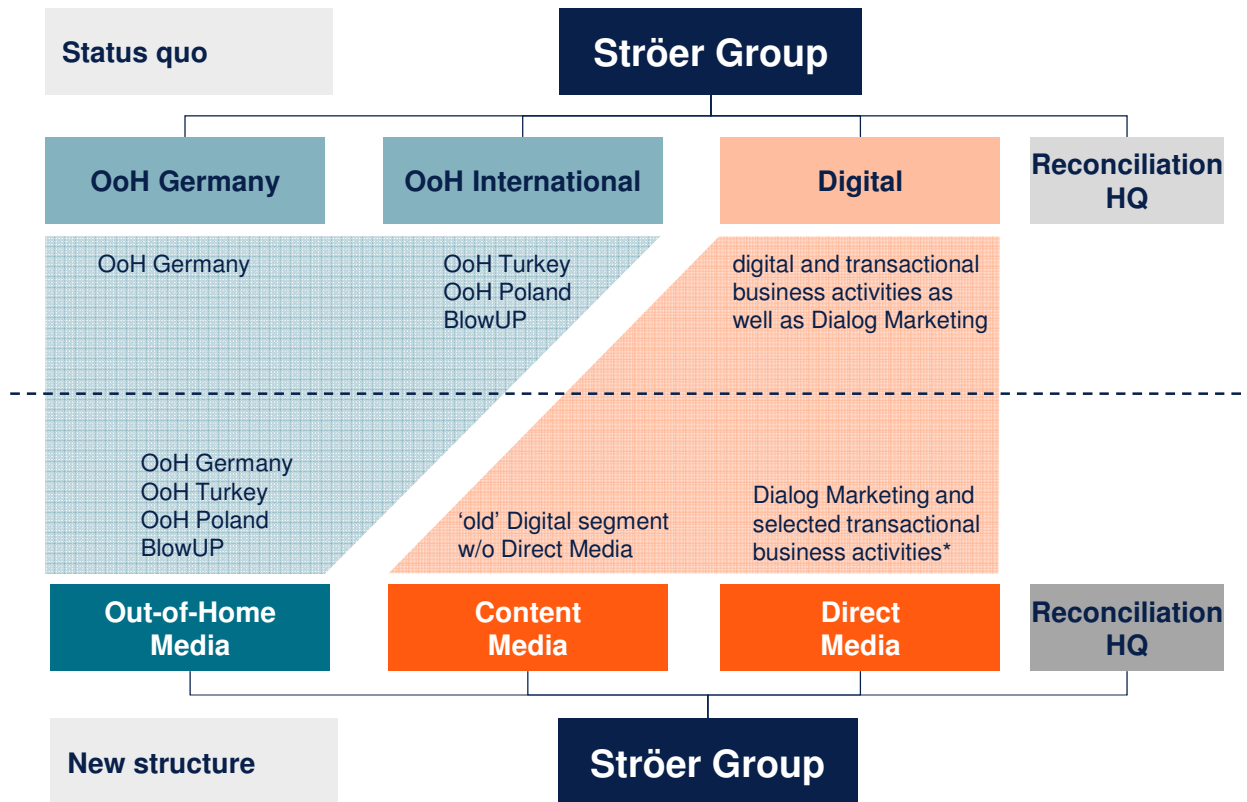 Status quo
Ströer Group
OoH Germany
OoH International
Digital
Reconciliation
HQ
OoH Germany
OoH Turkey
OoH Poland
BlowUP
digital and transactional
business activities as
well as Dialog Marketing
OoH Germany
OoH Turkey
OoH Poland
BlowUP
‘old’ Digital segment
w/o Direct Media
Dialog Marketing and
selected transactional
business activities*
Out-of-Home
Media
Content
Media
Direct
Media
Reconciliation
HQ
New structure
Ströer Group